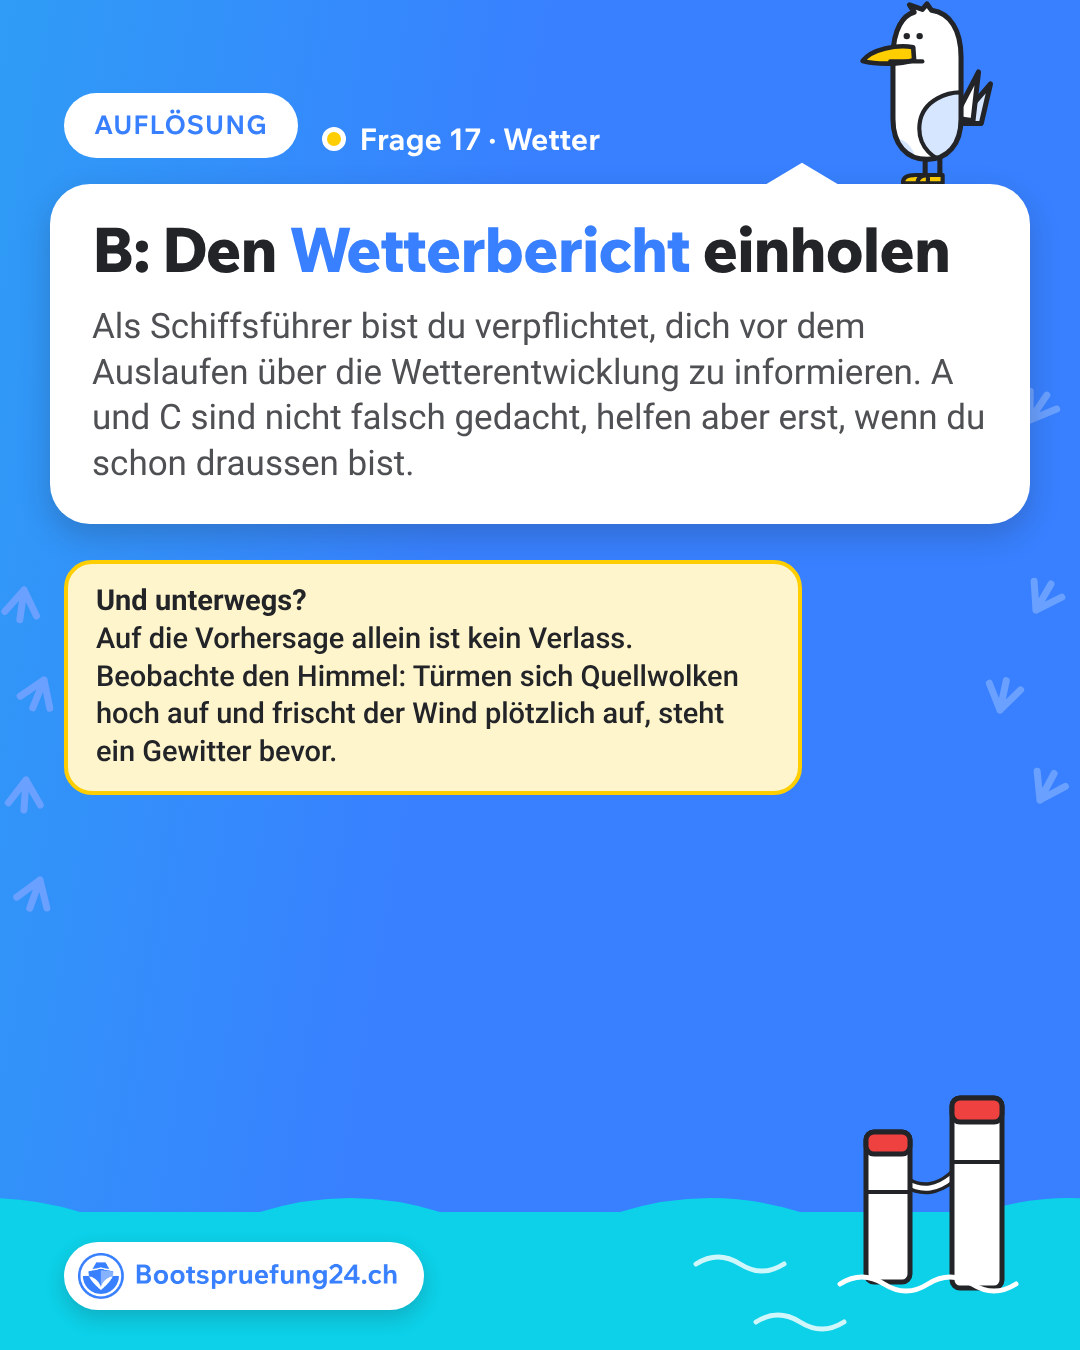 AUFLÖSUNG
Frage 17 · Wetter
B: Den Wetterbericht einholen
Als Schiffsführer bist du verpflichtet, dich vor dem
Auslaufen über die Wetterentwicklung zu informieren. A
und C sind nicht falsch gedacht, helfen aber erst, wenn du
schon draussen bist.
Und unterwegs?
Auf die Vorhersage allein ist kein Verlass.
Beobachte den Himmel: Türmen sich Quellwolken
hoch auf und frischt der Wind plötzlich auf, steht
ein Gewitter bevor.
Bootspruefung24.ch